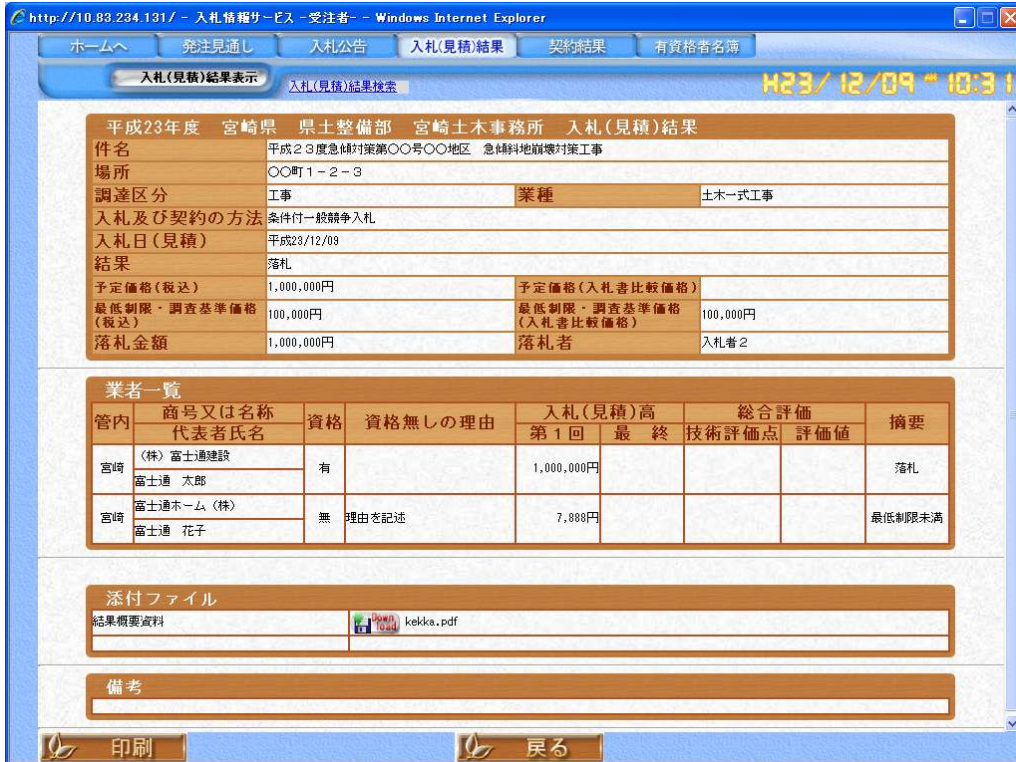 http://10.83.234.131/ - 入札情報サービス -受注者- - Windows Internet Explorer
ホームへ 発注見通し 入札公告 入札(見積)結果 契約結果 有資格者名簿
入札(見積)結果表示 入札(見積)結果検索 H23/12/09 AM 10:31
平成23年度 宮崎県 県土整備部 宮崎土木事務所 入札(見積)結果
件名 平成23度急傾対策第〇〇号〇〇地区 急傾斜地崩壊対策工事
場所 〇〇町1-2-3
調達区分 工事 業種 土木一式工事
入札及び契約の方法 条件付一般競争入札
入札日(見積) 平成23/12/09
結果 落札
予定価格(税込) 1,000,000円 予定価格(入札書比較価格)
最低制限・調査基準価格(税込) 100,000円 最低制限・調査基準価格(入札書比較価格) 100,000円
落札金額 1,000,000円 落札者 入札者2
業者一覧
管内 商号又は名称 資格 資格無しの理由 入札(見積)高 総合評価 摘要
代表者氏名 第1回 最終 技術評価点 評価値
宮崎 (株)富士通建設 有 1,000,000円 落札
富士通 太郎
宮崎 富士通ホーム(株) 無 理由を記述 7,888円 最低制限未満
富士通 花子
添付ファイル
結果概要資料 Down load kekka.pdf
備考
印刷 戻る